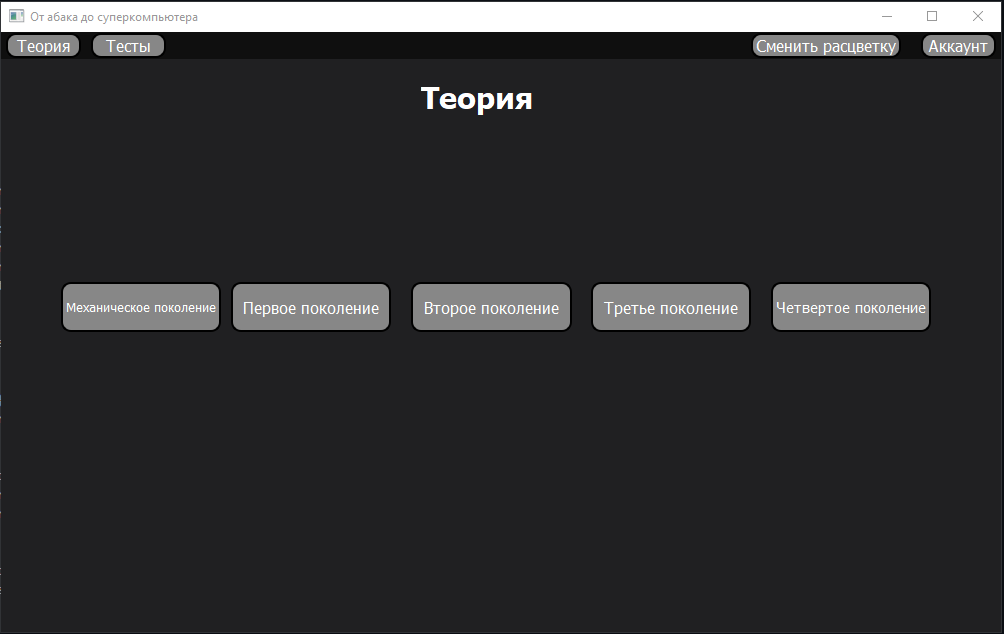 От абака до суперкомпьютера
Теория Тесты Сменить расцветку Аккаунт
Теория
Механическое поколение Первое поколение Второе поколение Третье поколение Четвертое поколение